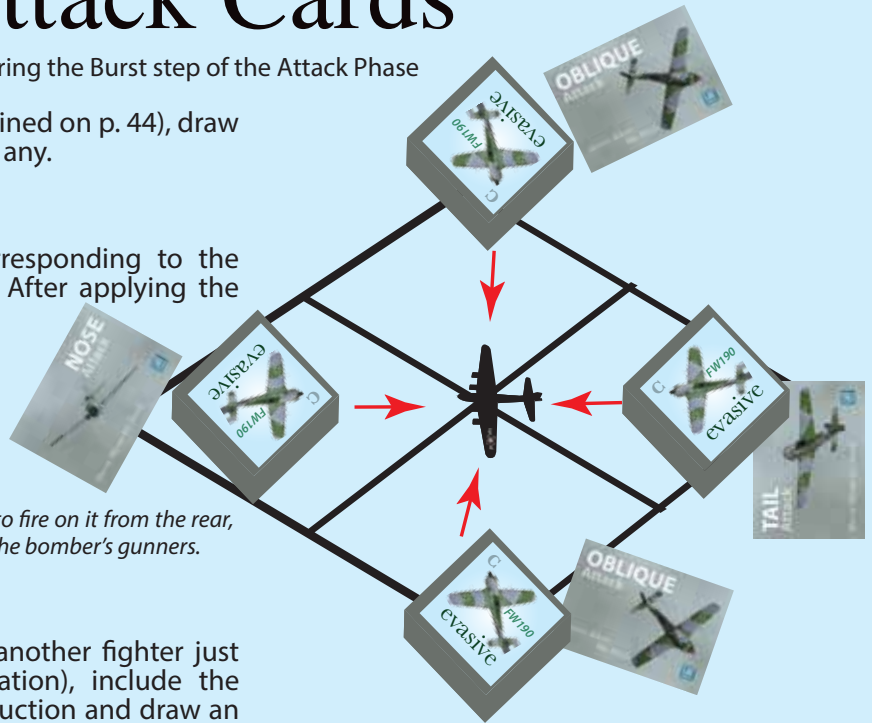 ttack Cards
ring the Burst step of the Attack Phase
ined on p. 44), draw
any.
rresponding to the
After applying the
o fire on it from the rear,
he bomber's gunners.
another fighter just
ation), include the
uction and draw an
OBLIQUE
Attack
evasive
FW190
C
NOSE
Attack
evasive
FW190
C
C
FW190
evasive
TAIL
Attack
C
FW190
evasive
OBLIQUE
Attack